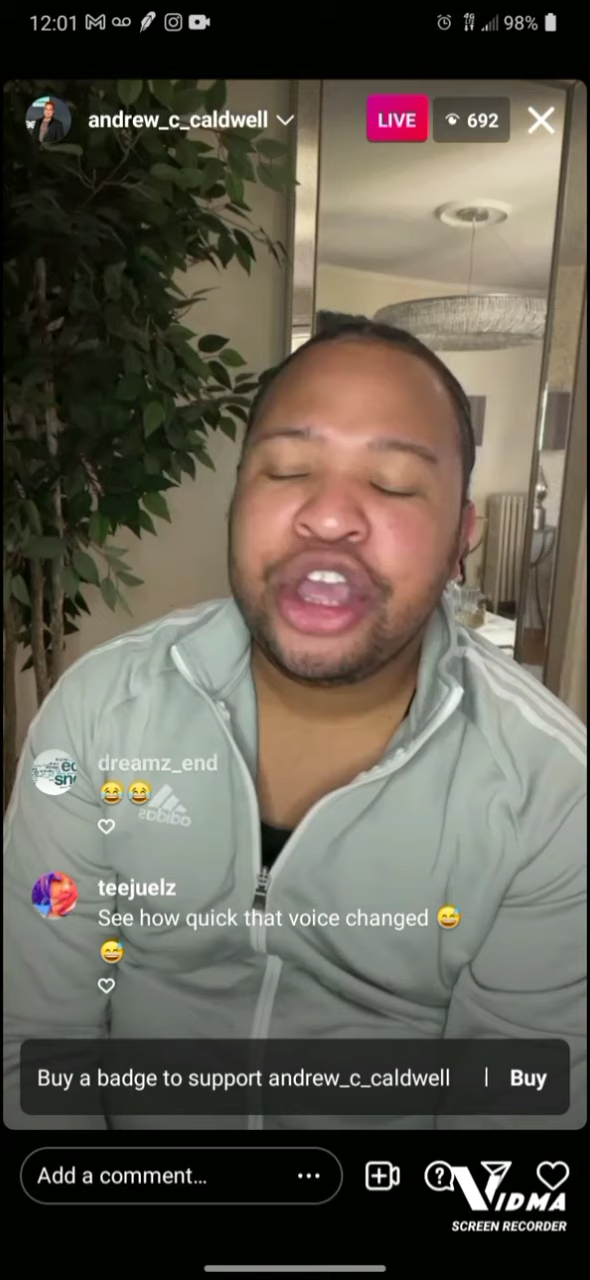 12:01
98%
andrew_c_caldwell
LIVE
692
dreamz_end
😂😂
adidas
teejuelz
See how quick that voice changed 😅
😅
Buy a badge to support andrew_c_caldwell | Buy
Add a comment...
VIDMA
SCREEN RECORDER